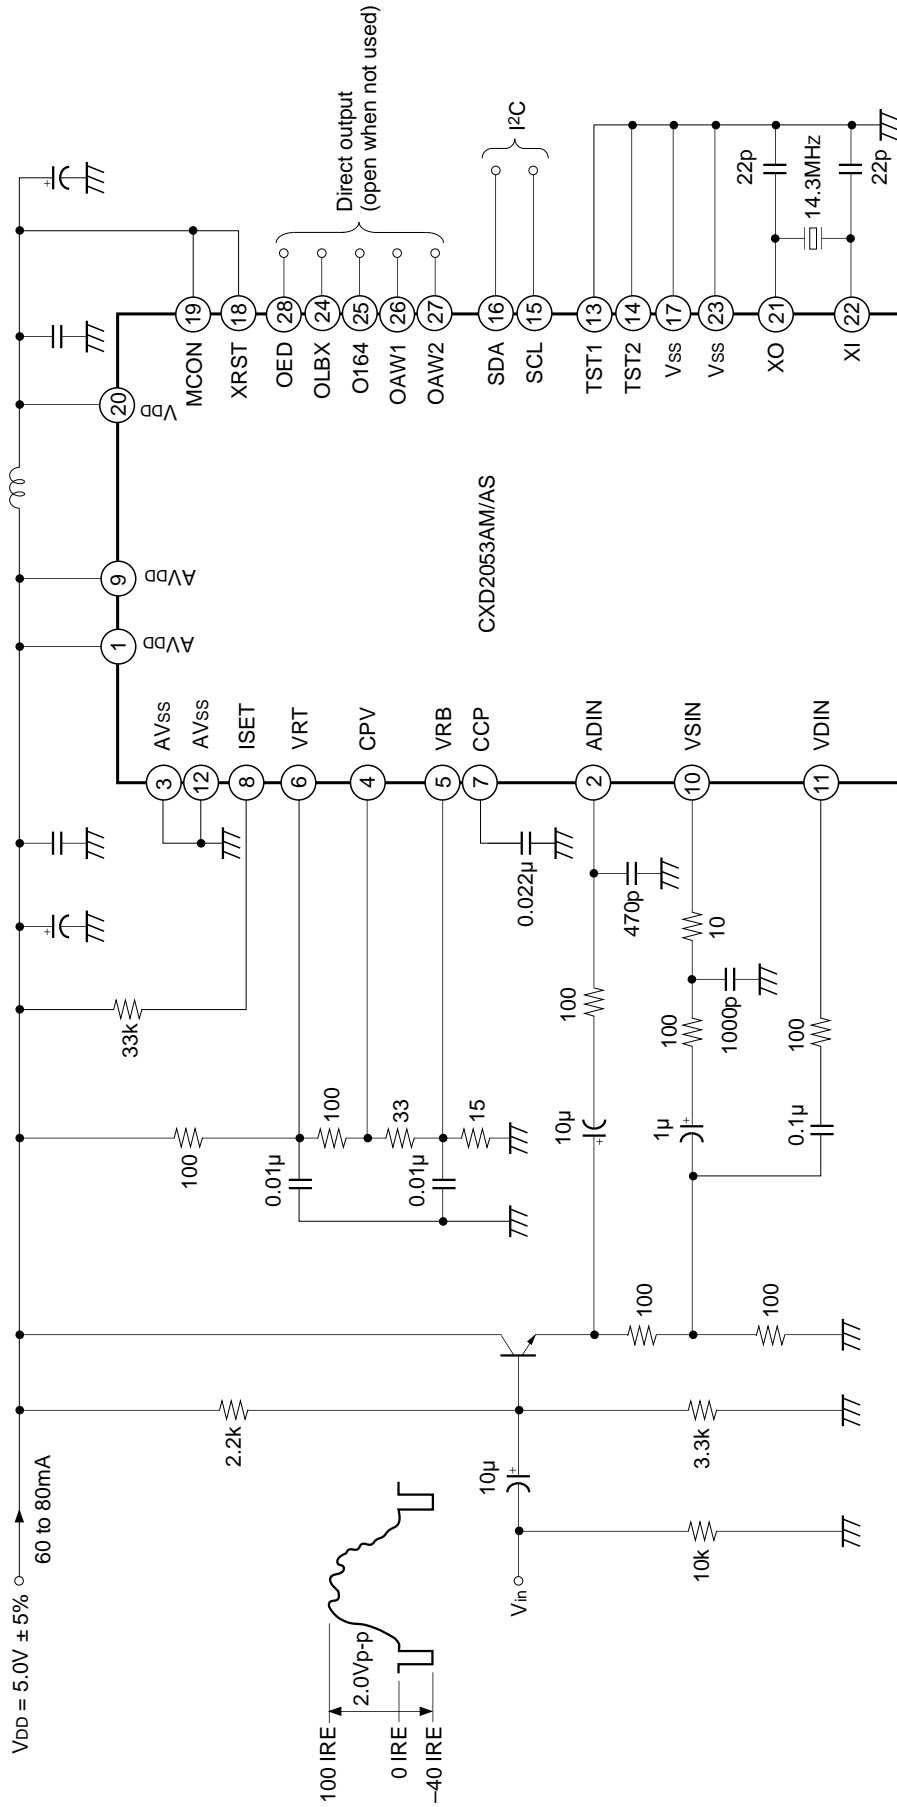 VDD = 5.0V ± 5%
60 to 80mA
100 IRE
0 IRE
–40 IRE
2.0Vp-p
Vin
10k
10µ
+
2.2k
3.3k
100
100
100
0.01µ
100
33
0.01µ
15
10µ
+
100
470p
1µ
+
100
1000p
10
0.1µ
100
33k
+
0.022µ
3
AVSS
12
AVSS
8
ISET
6
VRT
4
CPV
5
VRB
7
CCP
2
ADIN
10
VSIN
11
VDIN
1
AVDD
9
AVDD
20
VDD
CXD2053AM/AS
MCON
19
XRST
18
OED
28
OLBX
24
O164
25
OAW1
26
OAW2
27
SDA
16
SCL
15
TST1
13
TST2
14
VSS
17
VSS
23
XO
21
XI
22
+
Direct output
(open when not used)
I²C
22p
14.3MHz
22p